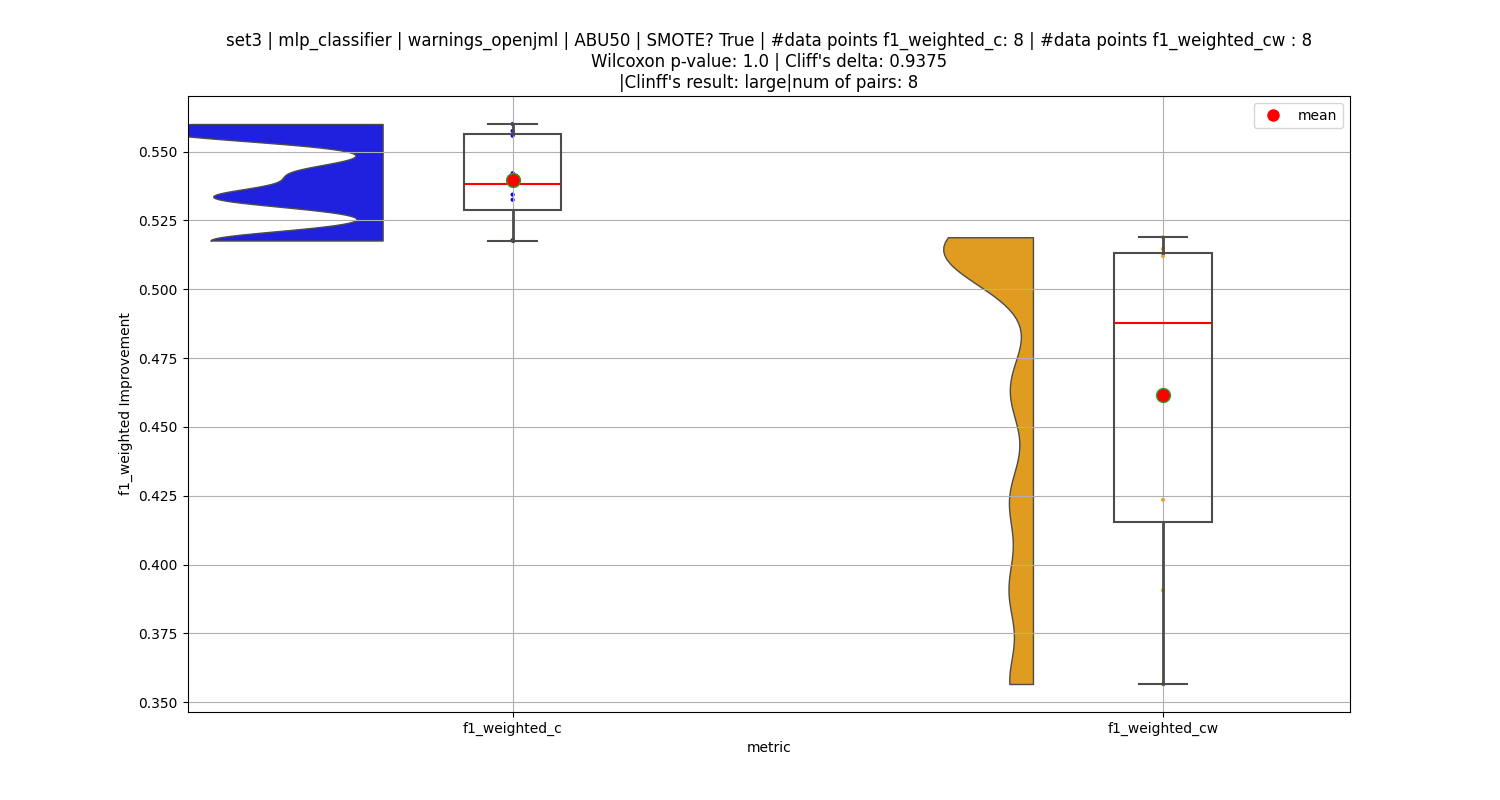 set3 | mlp_classifier | warnings_openjml | ABU50 | SMOTE? True | #data points f1_weighted_c: 8 | #data points f1_weighted_cw : 8
Wilcoxon p-value: 1.0 | Cliff's delta: 0.9375
|Clinff's result: large|num of pairs: 8
mean
0.550
0.525
0.500
0.475
0.450
0.425
0.400
0.375
0.350
f1_weighted Improvement
f1_weighted_c
f1_weighted_cw
metric